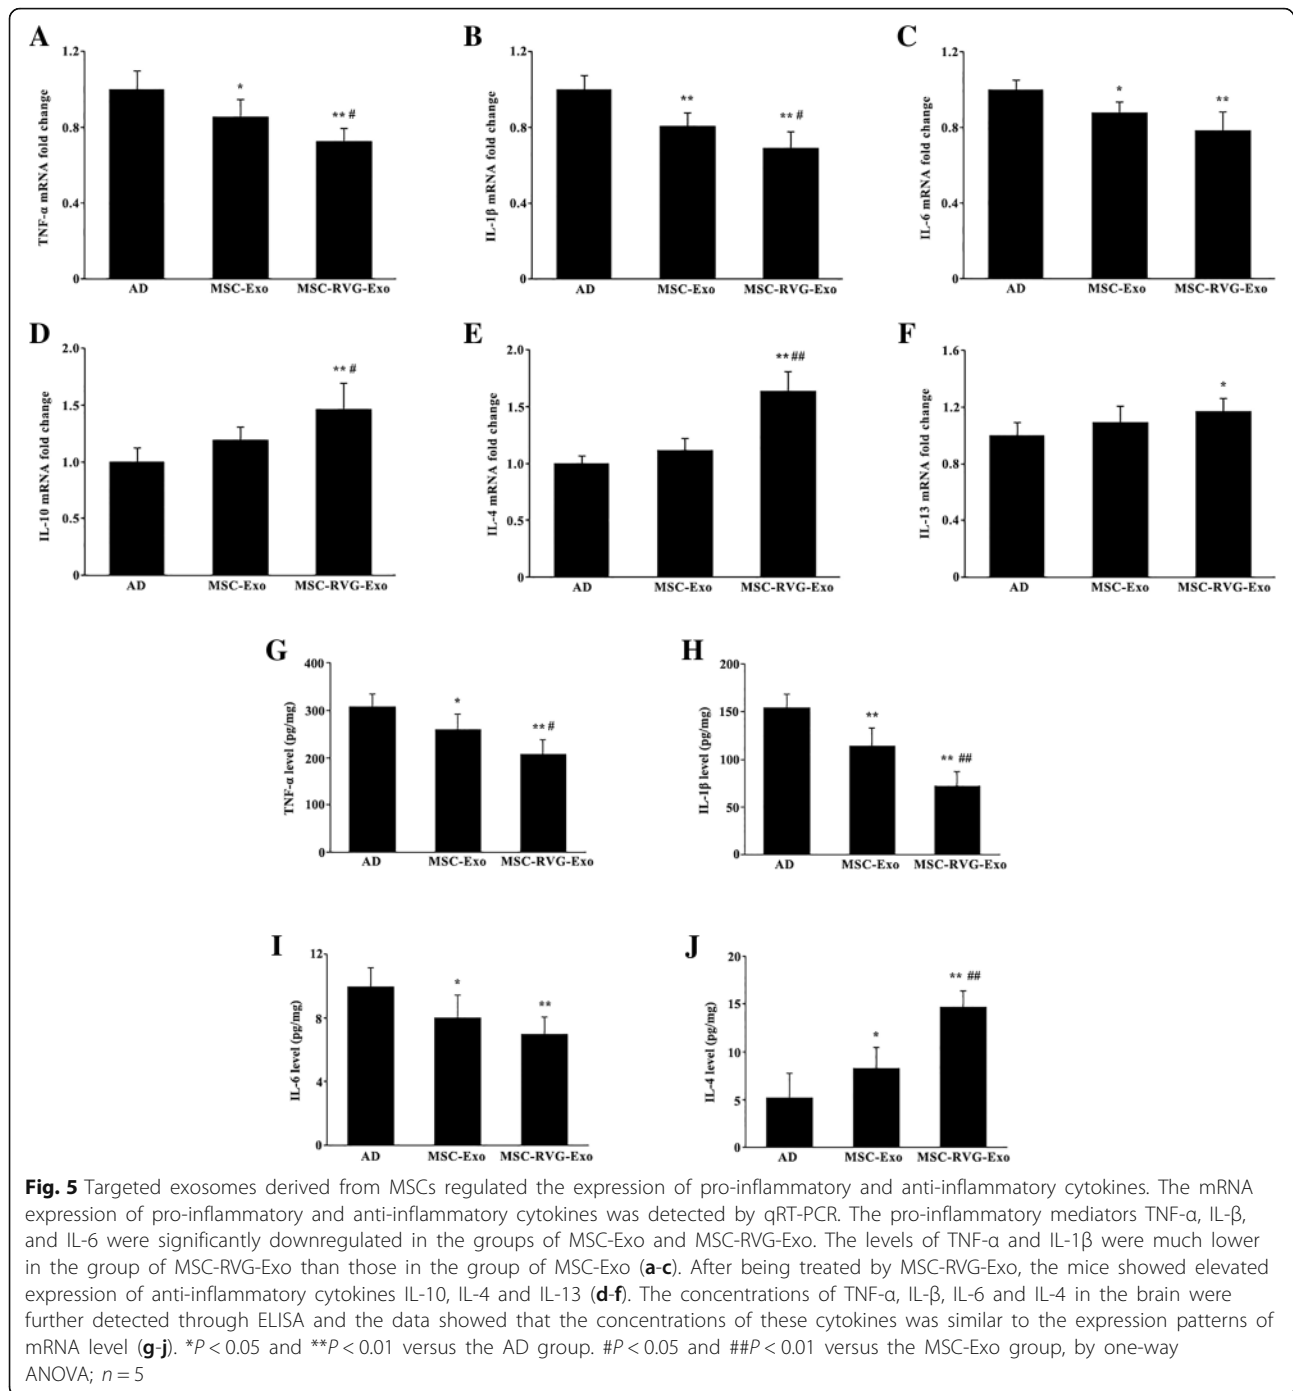 A
B
C
TNF-α mRNA fold change
1.2
0.8
0.4
0
*
** #
AD MSC-Exo MSC-RVG-Exo
IL-1β mRNA fold change
1.2
0.8
0.4
0
**
** #
AD MSC-Exo MSC-RVG-Exo
IL-6 mRNA fold change
1.2
0.8
0.4
0
*
**
AD MSC-Exo MSC-RVG-Exo
D
E
F
IL-10 mRNA fold change
2.0
1.5
1.0
0.5
0
** #
AD MSC-Exo MSC-RVG-Exo
IL-4 mRNA fold change
2.0
1.5
1.0
0.5
0
** ##
AD MSC-Exo MSC-RVG-Exo
IL-13 mRNA fold change
1.6
1.2
0.8
0.4
0
*
AD MSC-Exo MSC-RVG-Exo
G
H
TNF-α level (pg/mg)
400
300
200
100
0
*
** #
AD MSC-Exo MSC-RVG-Exo
IL-1β level (pg/mg)
200
150
100
50
0
**
** ##
AD MSC-Exo MSC-RVG-Exo
I
J
IL-6 level (pg/mg)
12
8
4
0
*
**
AD MSC-Exo MSC-RVG-Exo
IL-4 level (pg/mg)
20
15
10
5
0
*
** ##
AD MSC-Exo MSC-RVG-Exo
Fig. 5 Targeted exosomes derived from MSCs regulated the expression of pro-inflammatory and anti-inflammatory cytokines. The mRNA
expression of pro-inflammatory and anti-inflammatory cytokines was detected by qRT-PCR. The pro-inflammatory mediators TNF-α, IL-β,
and IL-6 were significantly downregulated in the groups of MSC-Exo and MSC-RVG-Exo. The levels of TNF-α and IL-1β were much lower
in the group of MSC-RVG-Exo than those in the group of MSC-Exo (a-c). After being treated by MSC-RVG-Exo, the mice showed elevated
expression of anti-inflammatory cytokines IL-10, IL-4 and IL-13 (d-f). The concentrations of TNF-α, IL-β, IL-6 and IL-4 in the brain were
further detected through ELISA and the data showed that the concentrations of these cytokines was similar to the expression patterns of
mRNA level (g-j). *P < 0.05 and **P < 0.01 versus the AD group. #P < 0.05 and ##P < 0.01 versus the MSC-Exo group, by one-way
ANOVA; n = 5